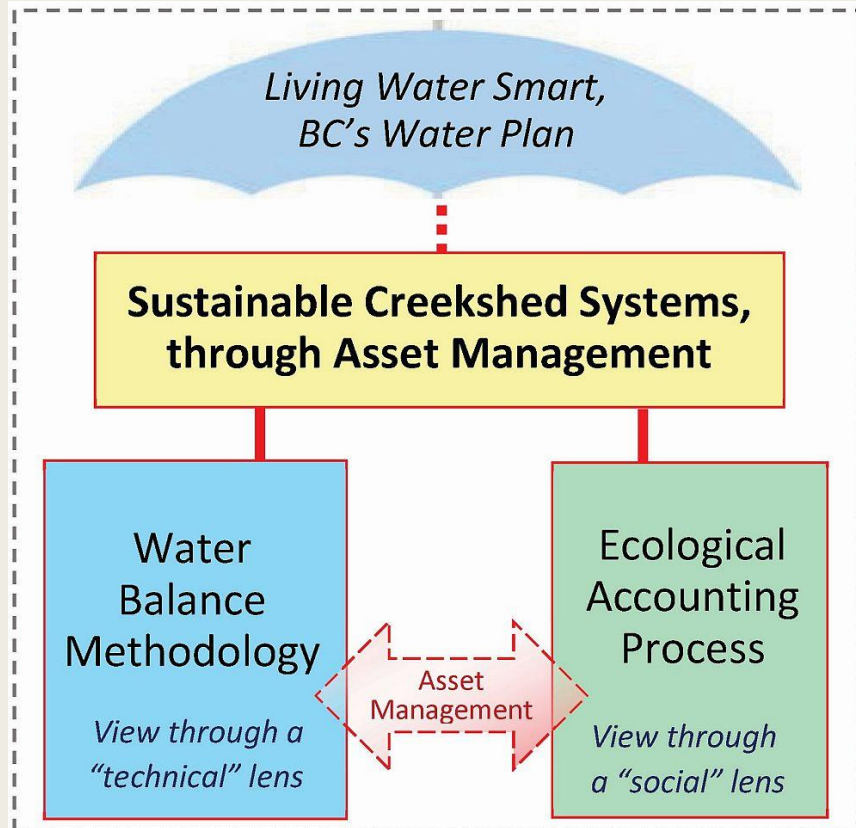 Living Water Smart,
BC's Water Plan
Sustainable Creekshed Systems,
through Asset Management
Water
Balance
Methodology
View through a
“technical” lens
Asset
Management
Ecological
Accounting
Process
View through
a “social” lens